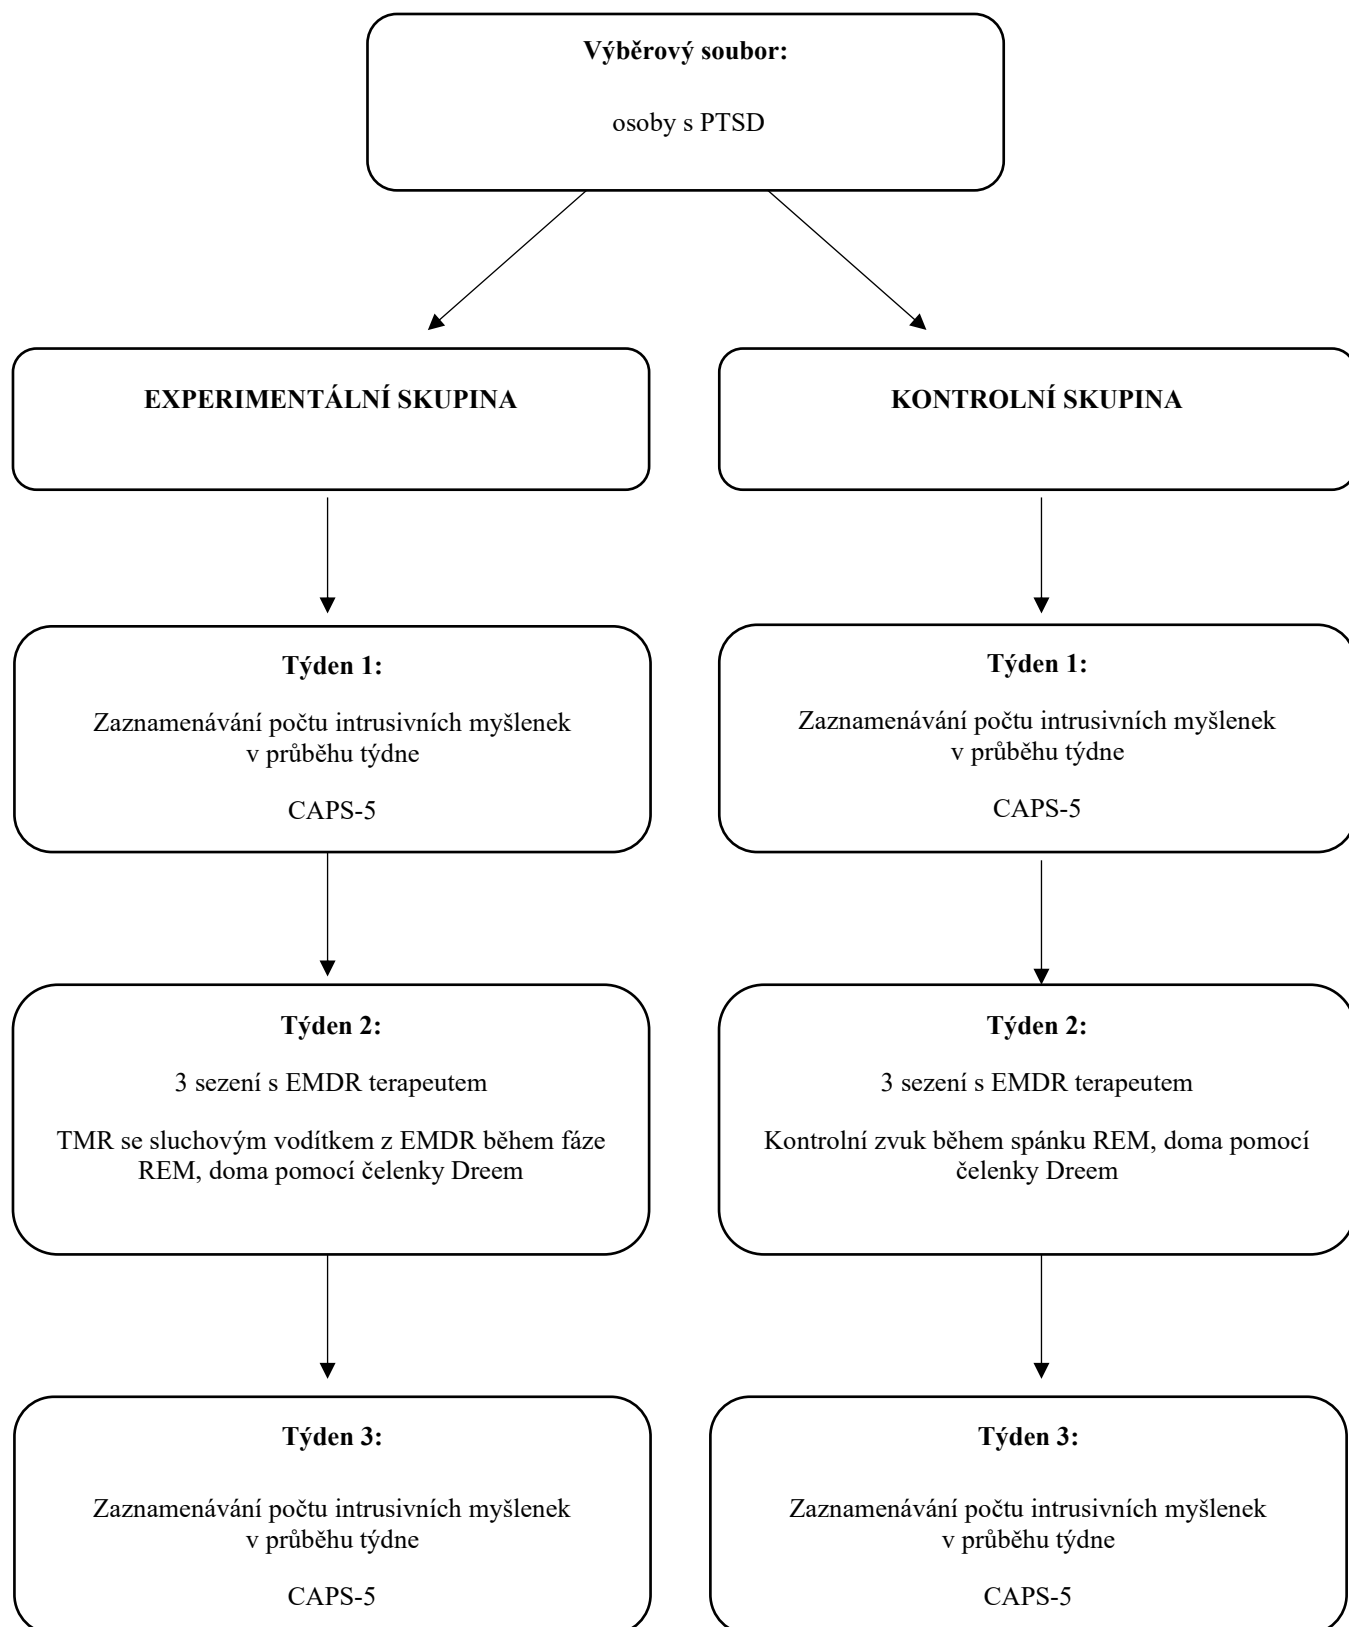 Výběrový soubor:
osoby s PTSD
EXPERIMENTÁLNÍ SKUPINA
KONTROLNÍ SKUPINA
Týden 1:
Zaznamenávání počtu intrusivních myšlenek
v průběhu týdne
CAPS-5
Týden 1:
Zaznamenávání počtu intrusivních myšlenek
v průběhu týdne
CAPS-5
Týden 2:
3 sezení s EMDR terapeutem
TMR se sluchovým vodítkem z EMDR během fáze
REM, doma pomocí čelenky Dreem
Týden 2:
3 sezení s EMDR terapeutem
Kontrolní zvuk během spánku REM, doma pomocí
čelenky Dreem
Týden 3:
Zaznamenávání počtu intrusivních myšlenek
v průběhu týdne
CAPS-5
Týden 3:
Zaznamenávání počtu intrusivních myšlenek
v průběhu týdne
CAPS-5